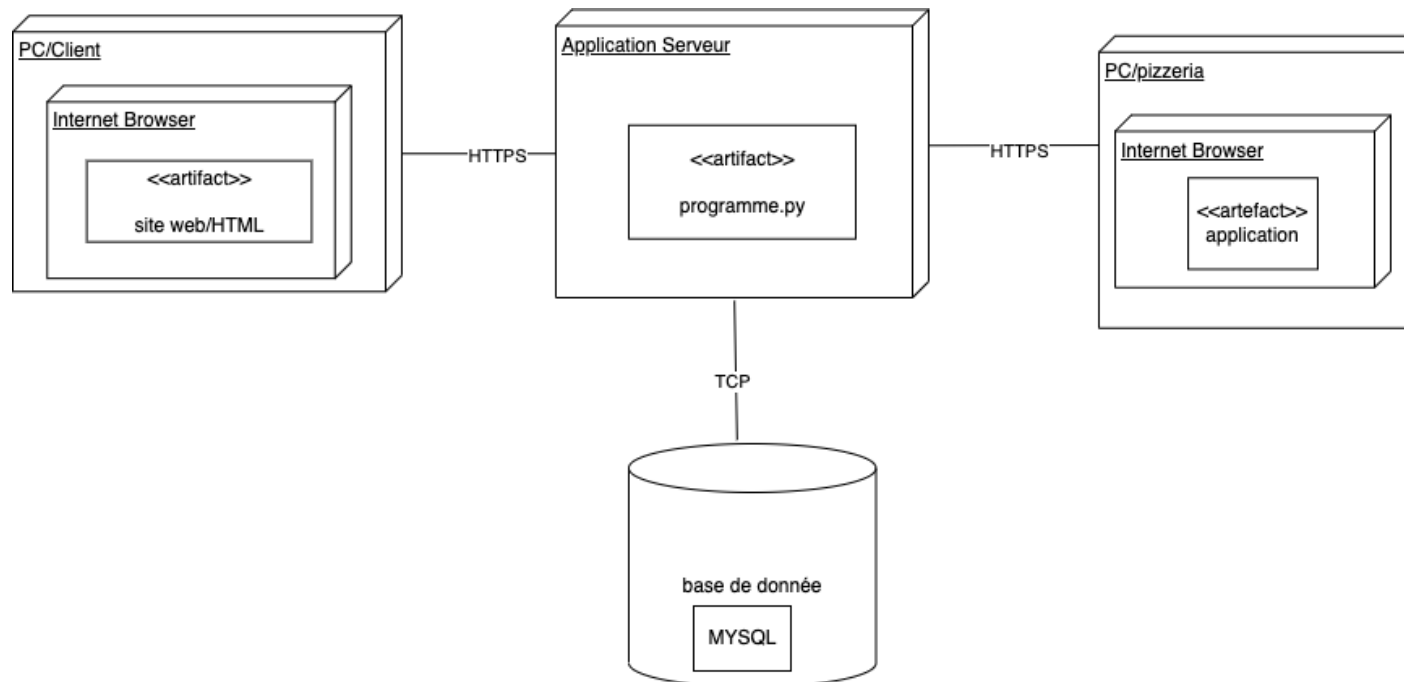 PC/Client
Internet Browser
<<artifact>>
site web/HTML
HTTPS
Application Serveur
<<artifact>>
programme.py
HTTPS
PC/pizzeria
Internet Browser
<<artefact>>
application
TCP
base de donnée
MYSQL